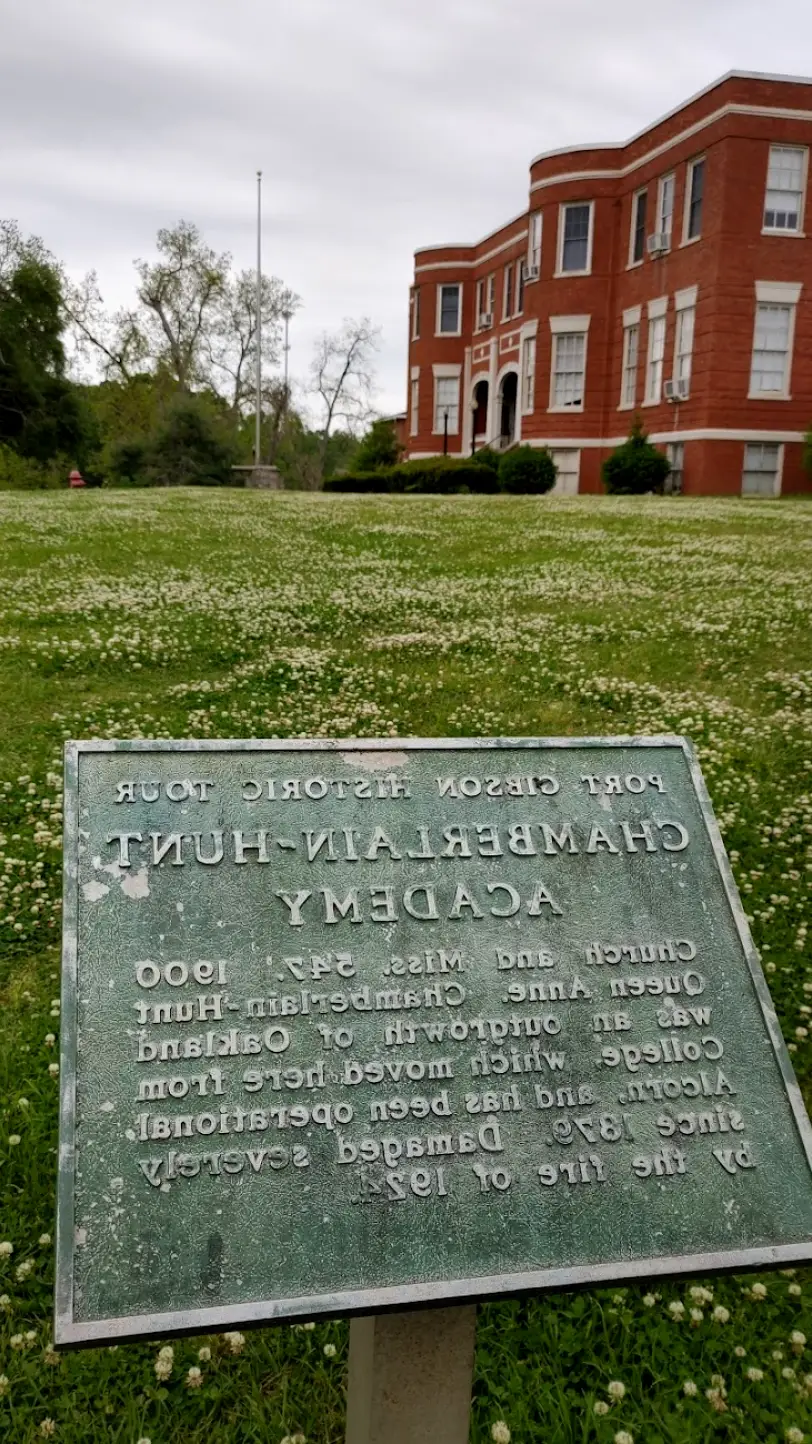 PORT GIBSON HISTORIC TOUR
CHAMBERLAIN-HUNT
ACADEMY
Church and Miss. 547. 1900
Queen Anne. Chamberlain-Hunt
was an outgrowth of Oakland
College, which moved here from
Alcorn, and has been operational
since 1879. Damaged severely
by the fire of 1924.